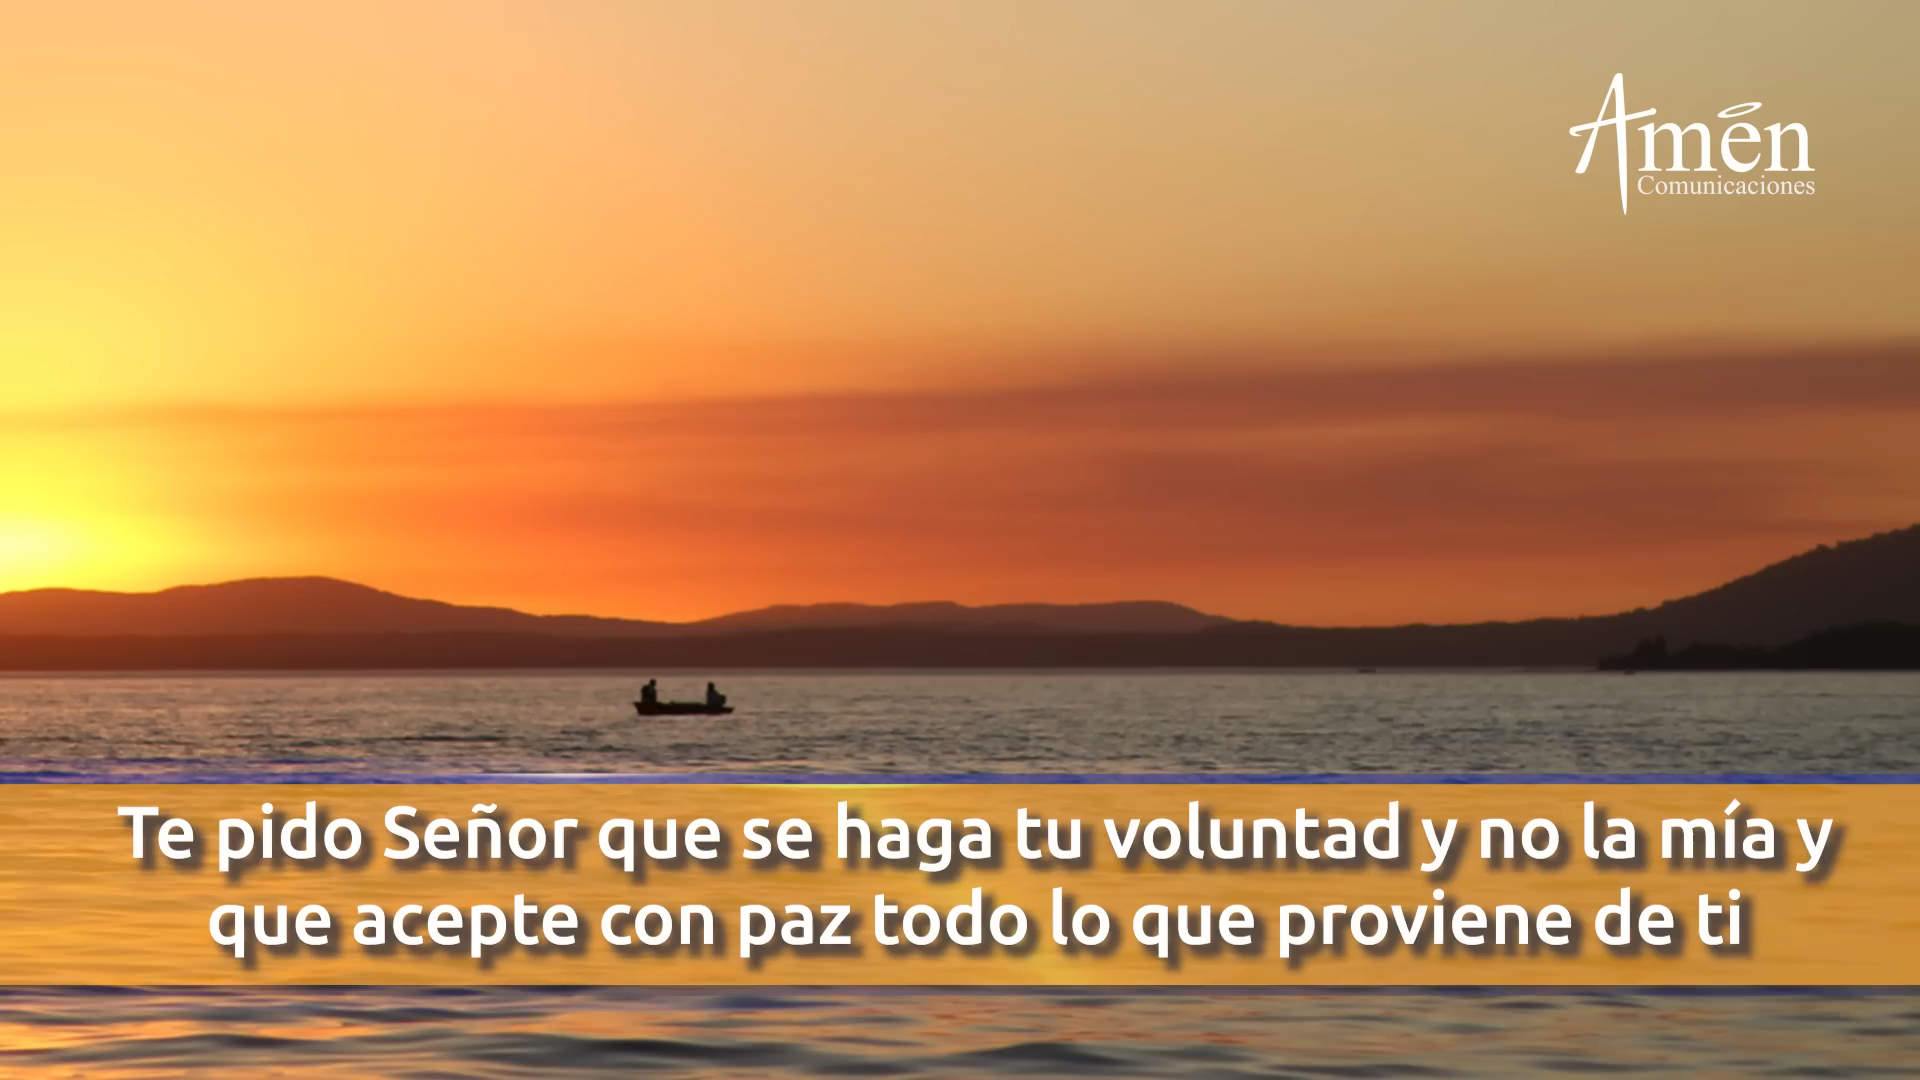 Amén
Comunicaciones
Te pido Señor que se haga tu voluntad y no la mía y
que acepte con paz todo lo que proviene de ti